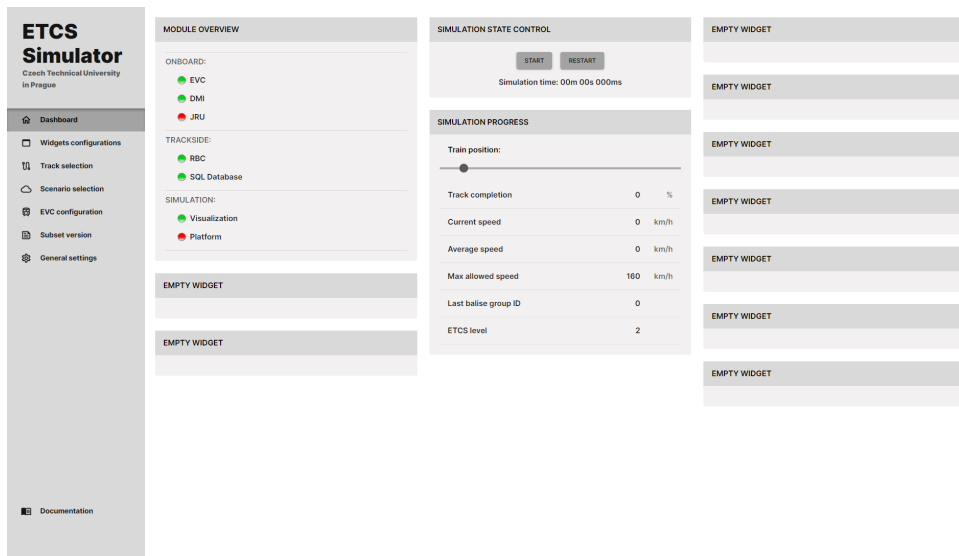 ETCS
Simulator
Czech Technical University
in Prague
Dashboard
Widgets configurations
Track selection
Scenario selection
EVC configuration
Subset version
General settings
Documentation
MODULE OVERVIEW
ONBOARD:
EVC
DMI
JRU
TRACKSIDE:
RBC
SQL Database
SIMULATION:
Visualization
Platform
EMPTY WIDGET
EMPTY WIDGET
SIMULATION STATE CONTROL
START RESTART
Simulation time: 00m 00s 000ms
SIMULATION PROGRESS
Train position:
Track completion 0 %
Current speed 0 km/h
Average speed 0 km/h
Max allowed speed 160 km/h
Last balise group ID 0
ETCS level 2
EMPTY WIDGET
EMPTY WIDGET
EMPTY WIDGET
EMPTY WIDGET
EMPTY WIDGET
EMPTY WIDGET
EMPTY WIDGET